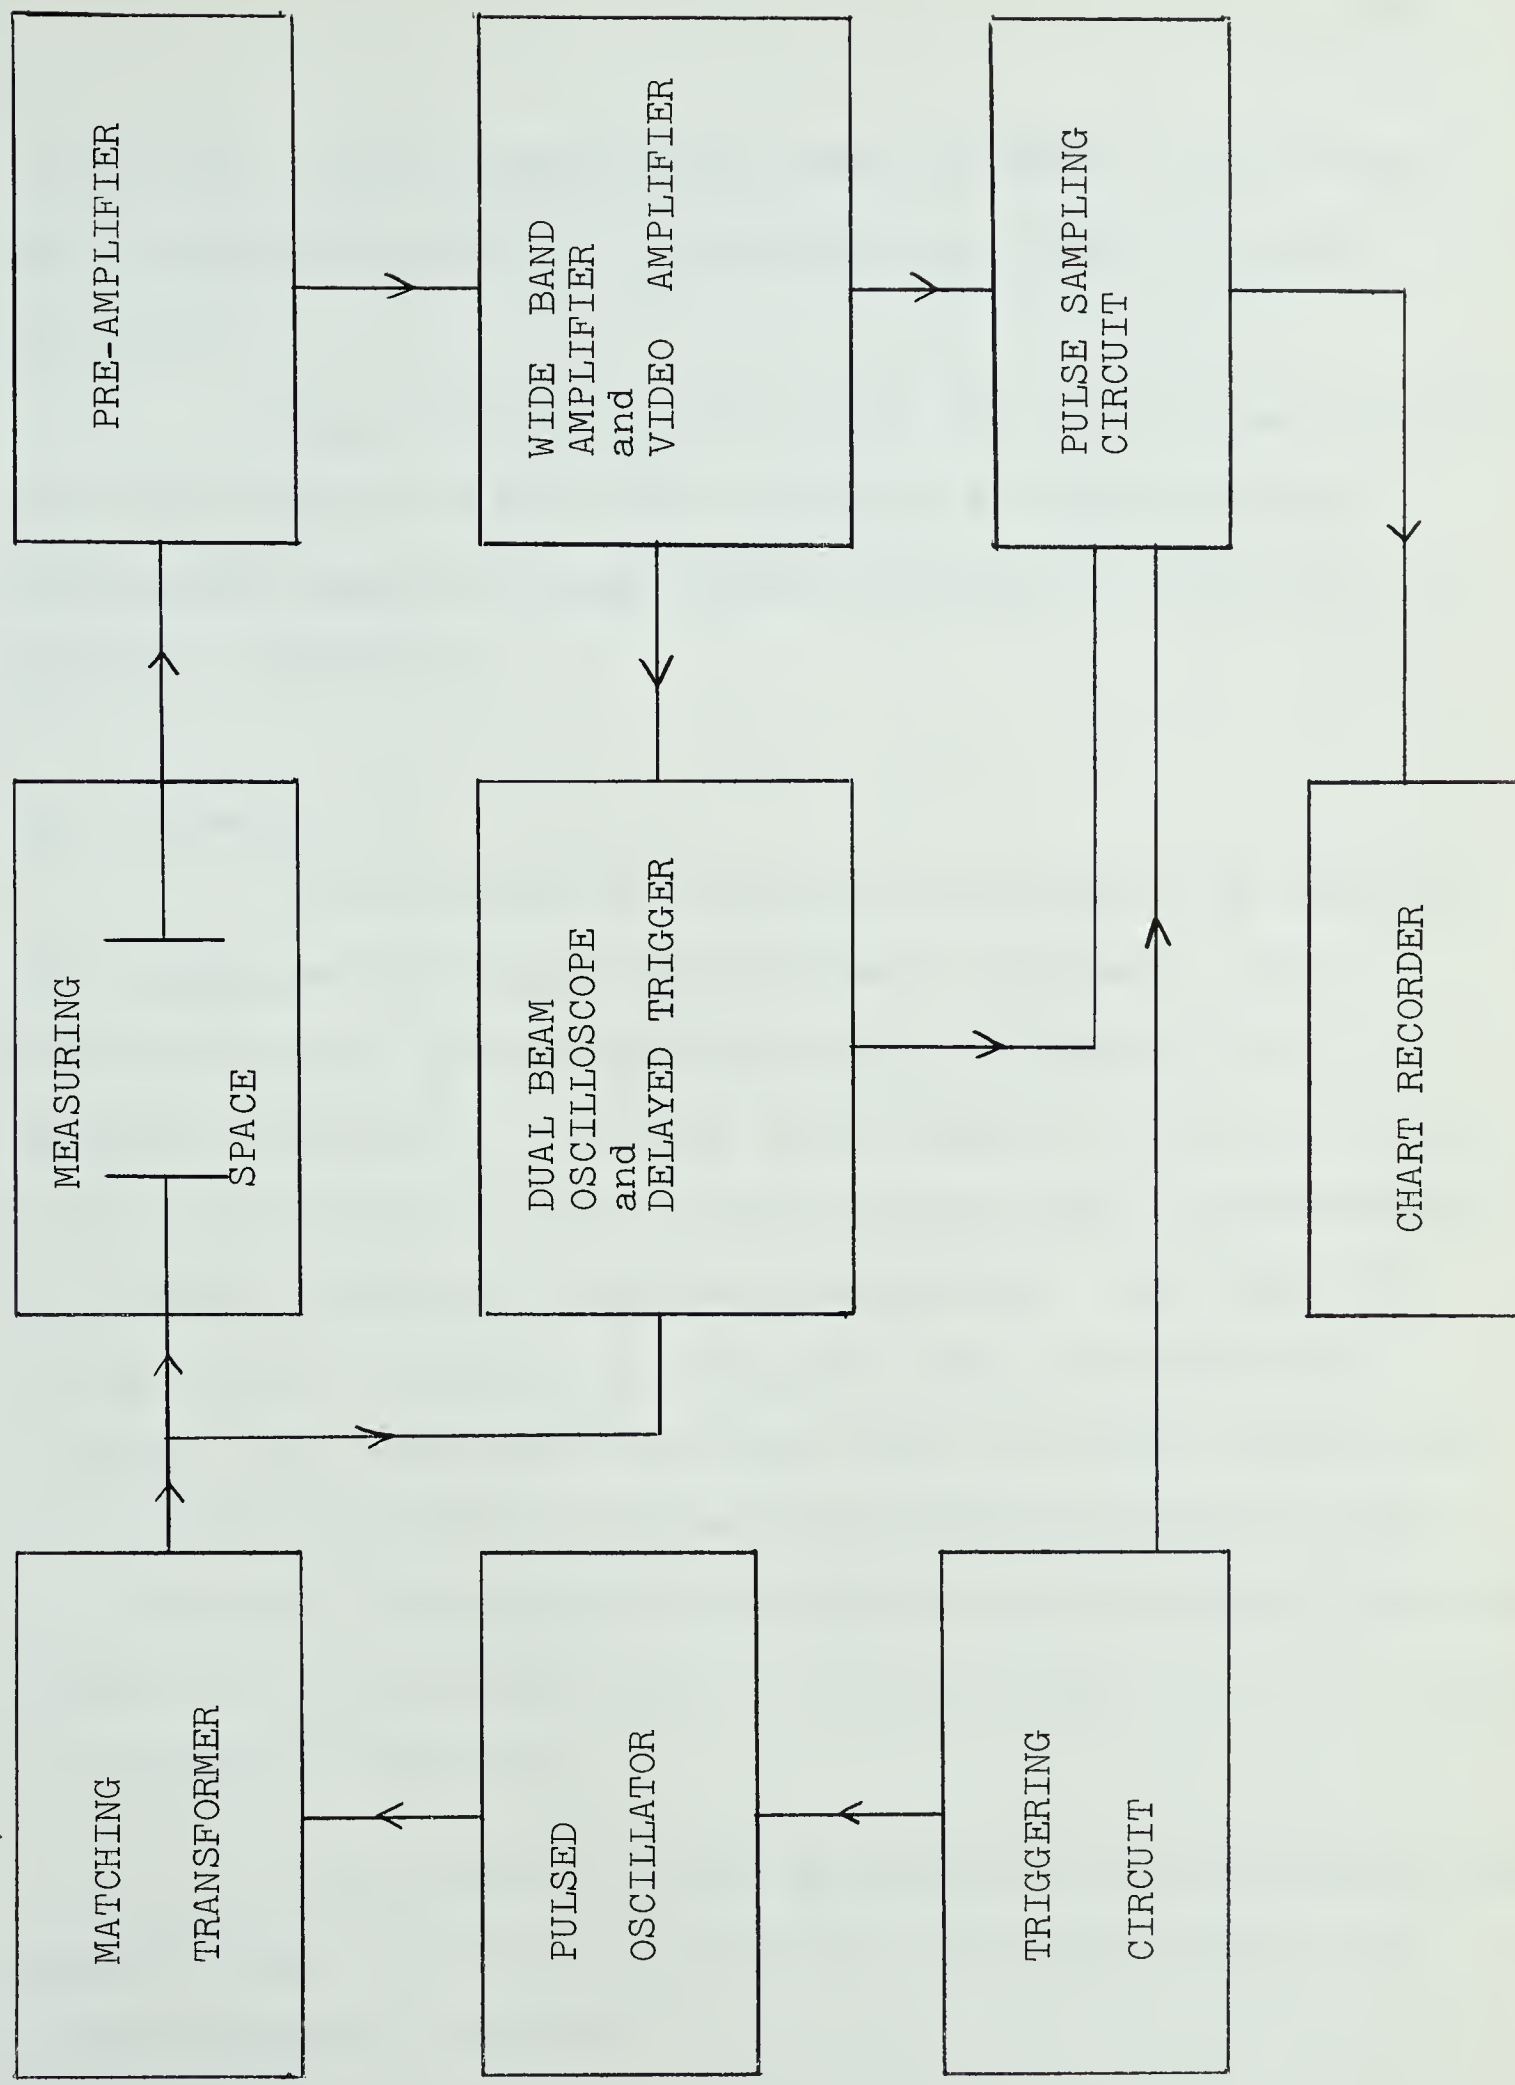 MATCHING
TRANSFORMER
MEASURING
SPACE
PRE-AMPLIFIER
PULSED
OSCILLATOR
DUAL BEAM
OSCILLOSCOPE
and
DELAYED TRIGGER
WIDE BAND
AMPLIFIER
and
VIDEO AMPLIFIER
TRIGGERING
CIRCUIT
PULSE SAMPLING
CIRCUIT
CHART RECORDER